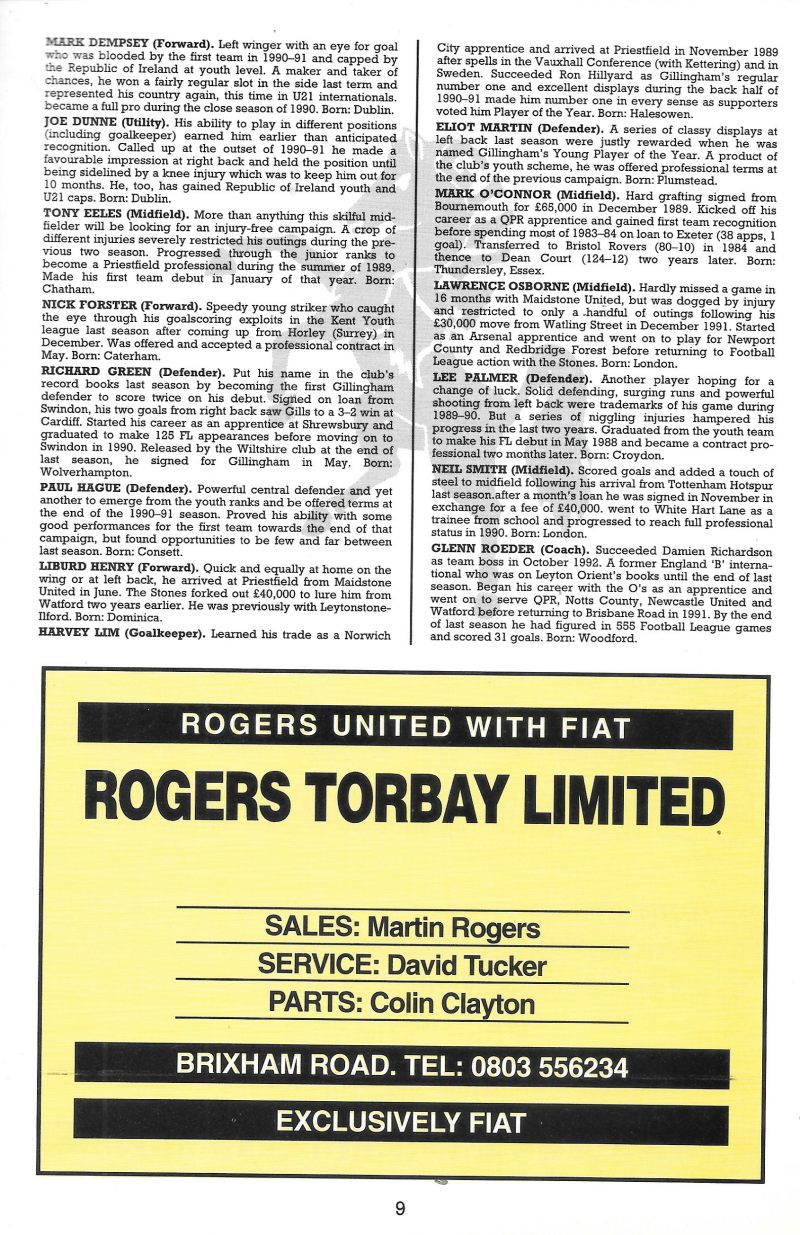 MARK DEMPSEY (Forward). Left winger with an eye for goal
who was blooded by the first team in 1990–91 and capped by
the Republic of Ireland at youth level. A maker and taker of
chances, he won a fairly regular slot in the side last term and
represented his country again, this time in U21 internationals.
became a full pro during the close season of 1990. Born: Dublin.
JOE DUNNE (Utility). His ability to play in different positions
(including goalkeeper) earned him earlier than anticipated
recognition. Called up at the outset of 1990–91 he made a
favourable impression at right back and held the position until
being sidelined by a knee injury which was to keep him out for
10 months. He, too, has gained Republic of Ireland youth and
U21 caps. Born: Dublin.
TONY EELES (Midfield). More than anything this skilful mid-
fielder will be looking for an injury-free campaign. A crop of
different injuries severely restricted his outings during the pre-
vious two season. Progressed through the junior ranks to
become a Priestfield professional during the summer of 1989.
Made his first team debut in January of that year. Born:
Chatham.
NICK FORSTER (Forward). Speedy young striker who caught
the eye through his goalscoring exploits in the Kent Youth
league last season after coming up from Horley (Surrey) in
December. Was offered and accepted a professional contract in
May. Born: Caterham.
RICHARD GREEN (Defender). Put his name in the club's
record books last season by becoming the first Gillingham
defender to score twice on his debut. Signed on loan from
Swindon, his two goals from right back saw Gills to a 3–2 win at
Cardiff. Started his career as an apprentice at Shrewsbury and
graduated to make 125 FL appearances before moving on to
Swindon in 1990. Released by the Wiltshire club at the end of
last season, he signed for Gillingham in May. Born:
Wolverhampton.
PAUL HAGUE (Defender). Powerful central defender and yet
another to emerge from the youth ranks and be offered terms at
the end of the 1990–91 season. Proved his ability with some
good performances for the first team towards the end of that
campaign, but found opportunities to be few and far between
last season. Born: Consett.
LIBURD HENRY (Forward). Quick and equally at home on the
wing or at left back, he arrived at Priestfield from Maidstone
United in June. The Stones forked out £40,000 to lure him from
Watford two years earlier. He was previously with Leytonstone-
Ilford. Born: Dominica.
HARVEY LIM (Goalkeeper). Learned his trade as a Norwich
City apprentice and arrived at Priestfield in November 1989
after spells in the Vauxhall Conference (with Kettering) and in
Sweden. Succeeded Ron Hillyard as Gillingham's regular
number one and excellent displays during the back half of
1990–91 made him number one in every sense as supporters
voted him Player of the Year. Born: Halesowen.
ELIOT MARTIN (Defender). A series of classy displays at
left back last season were justly rewarded when he was
named Gillingham's Young Player of the Year. A product of
the club's youth scheme, he was offered professional terms at
the end of the previous campaign. Born: Plumstead.
MARK O'CONNOR (Midfield). Hard grafting signed from
Bournemouth for £65,000 in December 1989. Kicked off his
career as a QPR apprentice and gained first team recognition
before spending most of 1983–84 on loan to Exeter (38 apps, 1
goal). Transferred to Bristol Rovers (80–10) in 1984 and
thence to Dean Court (124–12) two years later. Born:
Thundersley, Essex.
LAWRENCE OSBORNE (Midfield). Hardly missed a game in
16 months with Maidstone United, but was dogged by injury
and restricted to only a handful of outings following his
£30,000 move from Watling Street in December 1991. Started
as an Arsenal apprentice and went on to play for Newport
County and Redbridge Forest before returning to Football
League action with the Stones. Born: London.
LEE PALMER (Defender). Another player hoping for a
change of luck. Solid defending, surging runs and powerful
shooting from left back were trademarks of his game during
1989–90. But a series of niggling injuries hampered his
progress in the last two years. Graduated from the youth team
to make his FL debut in May 1988 and became a contract pro-
fessional two months later. Born: Croydon.
NEIL SMITH (Midfield). Scored goals and added a touch of
steel to midfield following his arrival from Tottenham Hotspur
last season.after a month's loan he was signed in November in
exchange for a fee of £40,000. went to White Hart Lane as a
trainee from school and progressed to reach full professional
status in 1990. Born: London.
GLENN ROEDER (Coach). Succeeded Damien Richardson
as team boss in October 1992. A former England 'B' interna-
tional who was on Leyton Orient's books until the end of last
season. Began his career with the O's as an apprentice and
went on to serve QPR, Notts County, Newcastle United and
Watford before returning to Brisbane Road in 1991. By the end
of last season he had figured in 555 Football League games
and scored 31 goals. Born: Woodford.
ROGERS UNITED WITH FIAT
ROGERS TORBAY LIMITED
SALES: Martin Rogers
SERVICE: David Tucker
PARTS: Colin Clayton
BRIXHAM ROAD. TEL: 0803 556234
EXCLUSIVELY FIAT
9